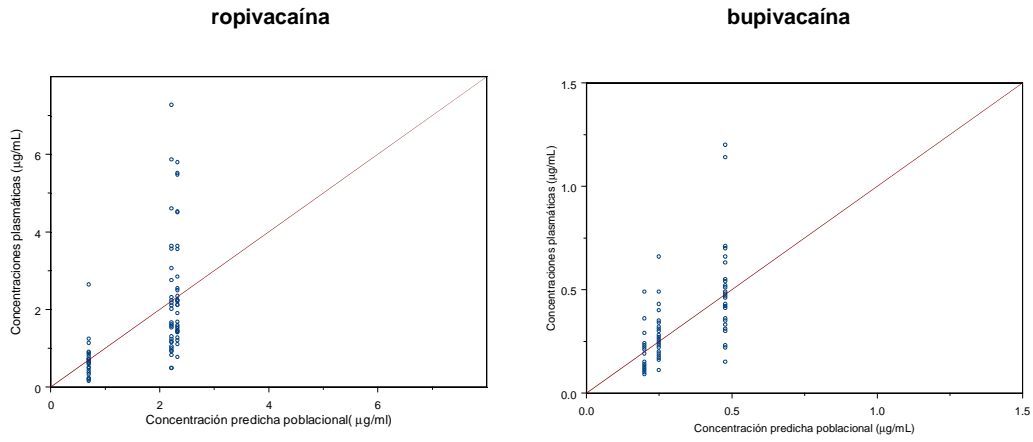 ropivacaína
bupivacaína
Concentraciones plasmáticas (µg/mL)
6
4
2
0
0
2
4
6
Concentración predicha poblacional( µg/ml)
Concentraciones plasmáticas (µg/mL)
1.5
1.0
0.5
0.0
0.0
0.5
1.0
1.5
Concentración predicha poblacional (µg/mL)